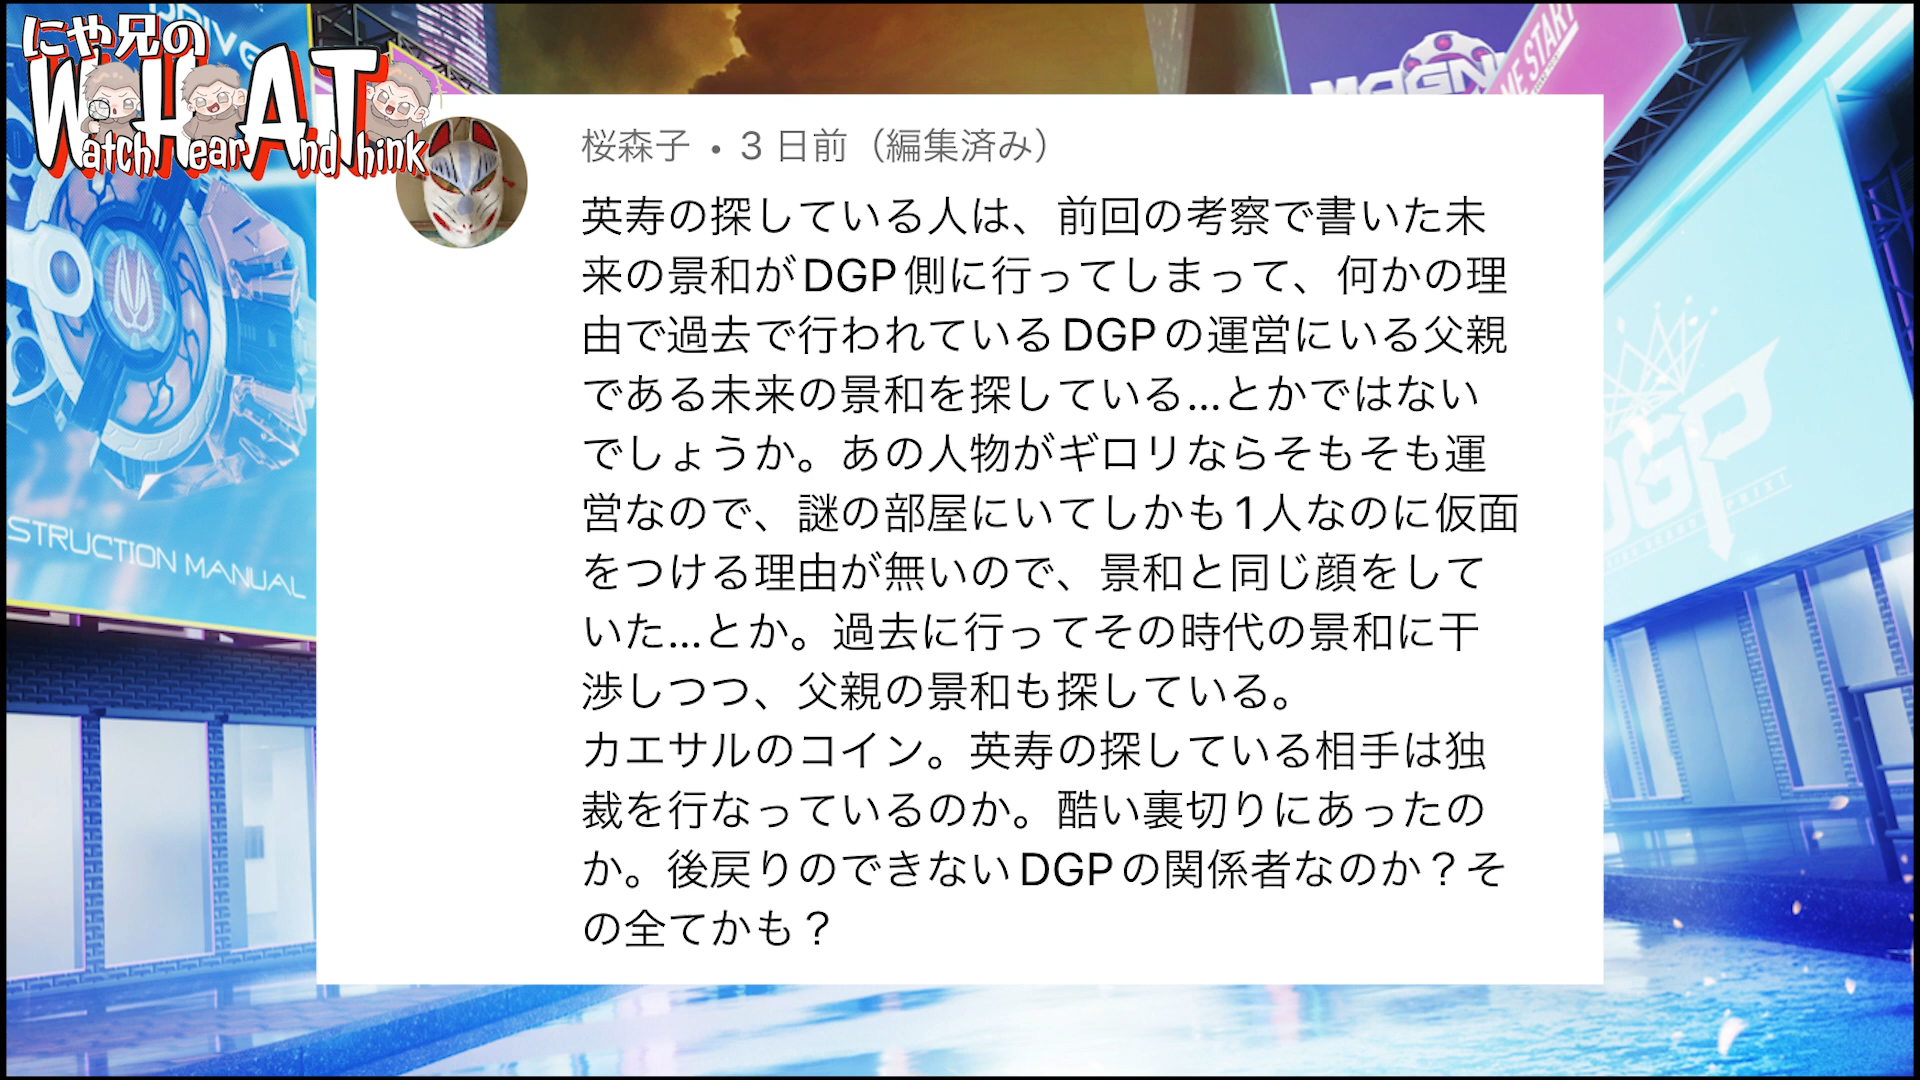 にや兄の
WHAT
Watch Hear And Think
DRIVE
STRUCTION MANUAL
MAGN
ME START
DGP
桜森子 • 3 日前（編集済み）
英寿の探している人は、前回の考察で書いた未
来の景和がDGP側に行ってしまって、何かの理
由で過去で行われているDGPの運営にいる父親
である未来の景和を探している…とかではない
でしょうか。あの人物がギロリならそもそも運
営なので、謎の部屋にいてしかも1人なのに仮面
をつける理由が無いので、景和と同じ顔をして
いた…とか。過去に行ってその時代の景和に干
渉しつつ、父親の景和も探している。
カエサルのコイン。英寿の探している相手は独
裁を行なっているのか。酷い裏切りにあったの
か。後戻りのできないDGPの関係者なのか？そ
の全てかも？